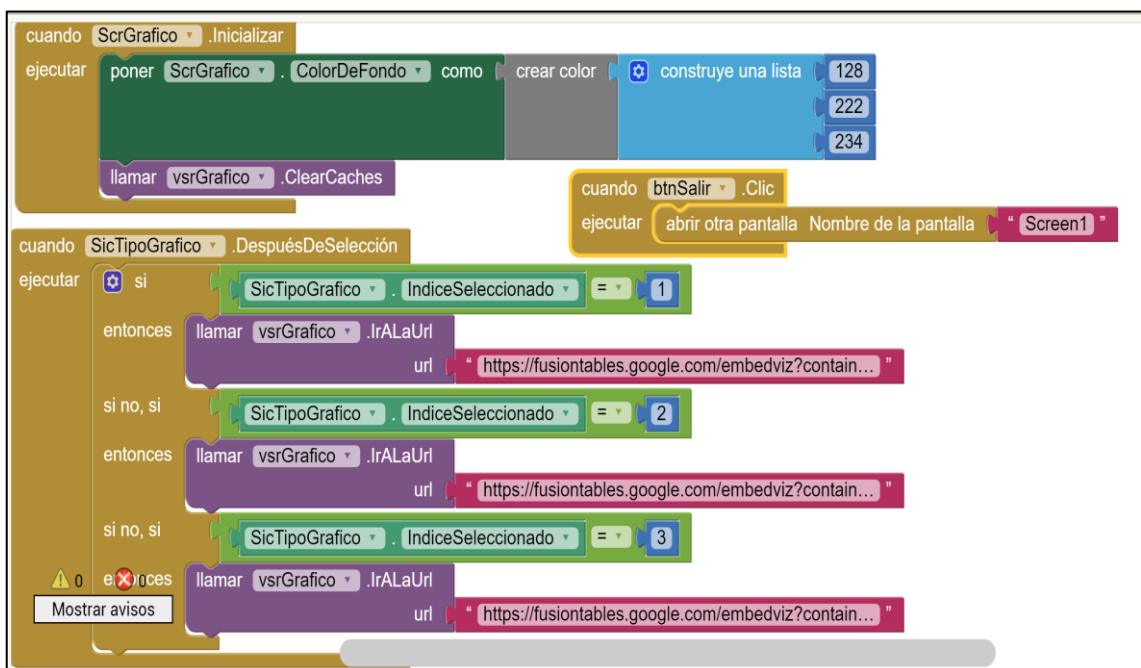 cuando ScrGrafico .Inicializar
ejecutar poner ScrGrafico . ColorDeFondo como crear color construye una lista 128
222
234
llamar vsrGrafico .ClearCaches
cuando btnSalir .Clic
ejecutar abrir otra pantalla Nombre de la pantalla " Screen1 "
cuando SicTipoGrafico .DespuésDeSelección
ejecutar si SicTipoGrafico . IndiceSeleccionado = 1
entonces llamar vsrGrafico .IrALaUrl
url " https://fusiontables.google.com/embedviz?contain... "
si no, si SicTipoGrafico . IndiceSeleccionado = 2
entonces llamar vsrGrafico .IrALaUrl
url " https://fusiontables.google.com/embedviz?contain... "
si no, si SicTipoGrafico . IndiceSeleccionado = 3
0 0 entonces llamar vsrGrafico .IrALaUrl
Mostrar avisos
url " https://fusiontables.google.com/embedviz?contain... "